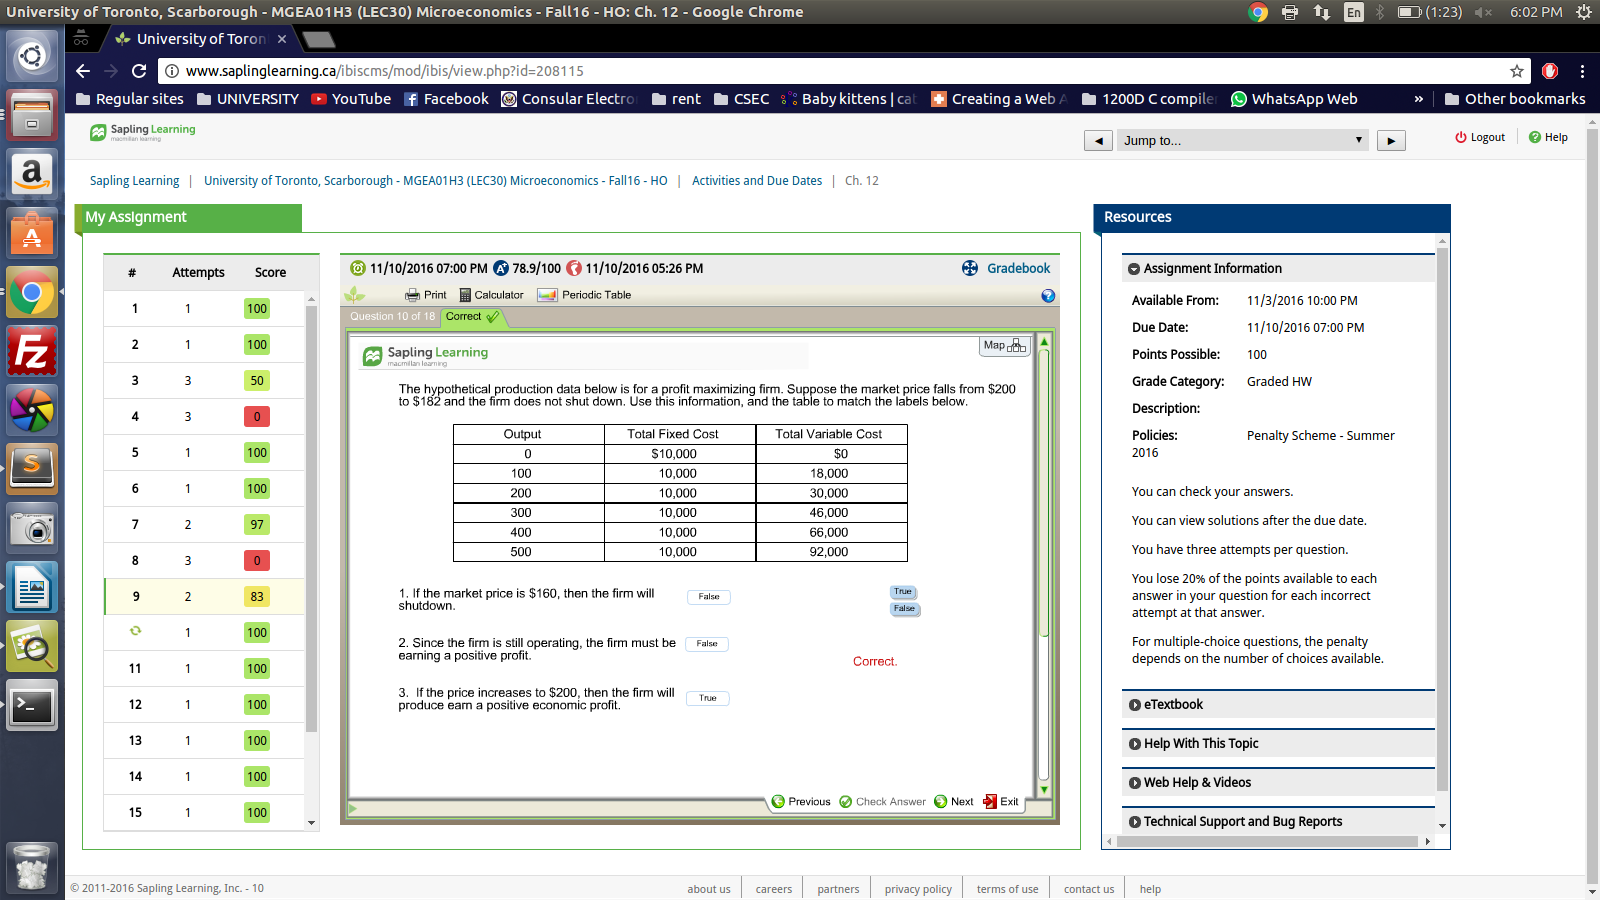 University of Toronto, Scarborough - MGEA01H3 (LEC30) Microeconomics - Fall16 - HO: Ch. 12 - Google Chrome
En
(1:23)
6:02 PM
University of Toron
www.saplinglearning.ca/ibiscms/mod/ibis/view.php?id=208115
Regular sites
UNIVERSITY
YouTube
Facebook
Consular Electro
rent
CSEC
Baby kittens | cat
Creating a Web A
1200D C compile
WhatsApp Web
»
Other bookmarks
Sapling Learning
macmillan learning
Jump to...
Logout
Help
Sapling Learning | University of Toronto, Scarborough - MGEA01H3 (LEC30) Microeconomics - Fall16 - HO | Activities and Due Dates | Ch. 12
My Assignment
# Attempts Score
1 1 100
2 1 100
3 3 50
4 3 0
5 1 100
6 1 100
7 2 97
8 3 0
9 2 83
1 100
11 1 100
12 1 100
13 1 100
14 1 100
15 1 100
11/10/2016 07:00 PM 78.9/100 11/10/2016 05:26 PM
Gradebook
Print Calculator Periodic Table
Question 10 of 18
Correct
Sapling Learning
macmillan learning
Map
The hypothetical production data below is for a profit maximizing firm. Suppose the market price falls from $200
to $182 and the firm does not shut down. Use this information, and the table to match the labels below.
Output Total Fixed Cost Total Variable Cost
0 $10,000 $0
100 10,000 18,000
200 10,000 30,000
300 10,000 46,000
400 10,000 66,000
500 10,000 92,000
1. If the market price is $160, then the firm will
shutdown.
False
2. Since the firm is still operating, the firm must be
earning a positive profit.
False
3. If the price increases to $200, then the firm will
produce earn a positive economic profit.
True
True
False
Correct.
Previous Check Answer Next Exit
Resources
Assignment Information
Available From: 11/3/2016 10:00 PM
Due Date: 11/10/2016 07:00 PM
Points Possible: 100
Grade Category: Graded HW
Description:
Policies: Penalty Scheme - Summer
2016
You can check your answers.
You can view solutions after the due date.
You have three attempts per question.
You lose 20% of the points available to each
answer in your question for each incorrect
attempt at that answer.
For multiple-choice questions, the penalty
depends on the number of choices available.
eTextbook
Help With This Topic
Web Help & Videos
Technical Support and Bug Reports
© 2011-2016 Sapling Learning, Inc. - 10
about us | careers | partners | privacy policy | terms of use | contact us | help